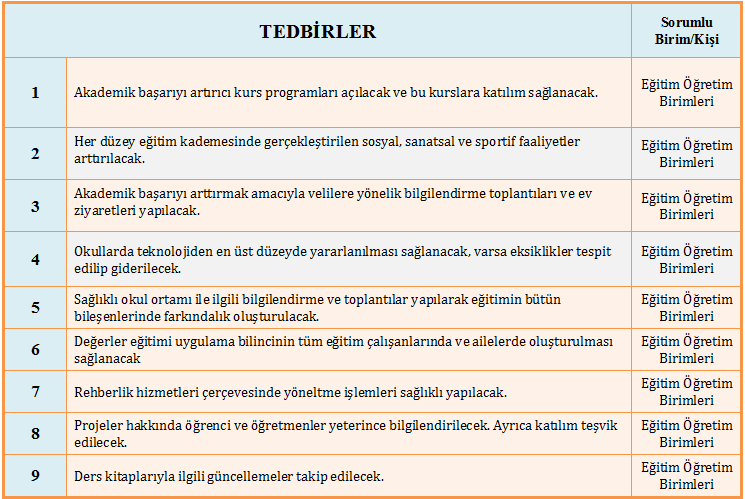 TEDBİRLER
Sorumlu
Birim/Kişi
1
Akademik başarıyı artırıcı kurs programları açılacak ve bu kurslara katılım sağlanacak.
Eğitim Öğretim
Birimleri
2
Her düzey eğitim kademesinde gerçekleştirilen sosyal, sanatsal ve sportif faaliyetler
arttırılacak.
Eğitim Öğretim
Birimleri
3
Akademik başarıyı arttırmak amacıyla velilere yönelik bilgilendirme toplantıları ve ev
ziyaretleri yapılacak.
Eğitim Öğretim
Birimleri
4
Okullarda teknolojiden en üst düzeyde yararlanılması sağlanacak, varsa eksiklikler tespit
edilip giderilecek.
Eğitim Öğretim
Birimleri
5
Sağlıklı okul ortamı ile ilgili bilgilendirme ve toplantılar yapılarak eğitimin bütün
bileşenlerinde farkındalık oluşturulacak.
Eğitim Öğretim
Birimleri
6
Değerler eğitimi uygulama bilincinin tüm eğitim çalışanlarında ve ailelerde oluşturulması
sağlanacak
Eğitim Öğretim
Birimleri
7
Rehberlik hizmetleri çerçevesinde yöneltme işlemleri sağlıklı yapılacak.
Eğitim Öğretim
Birimleri
8
Projeler hakkında öğrenci ve öğretmenler yeterince bilgilendirilecek. Ayrıca katılım teşvik
edilecek.
Eğitim Öğretim
Birimleri
9
Ders kitaplarıyla ilgili güncellemeler takip edilecek.
Eğitim Öğretim
Birimleri